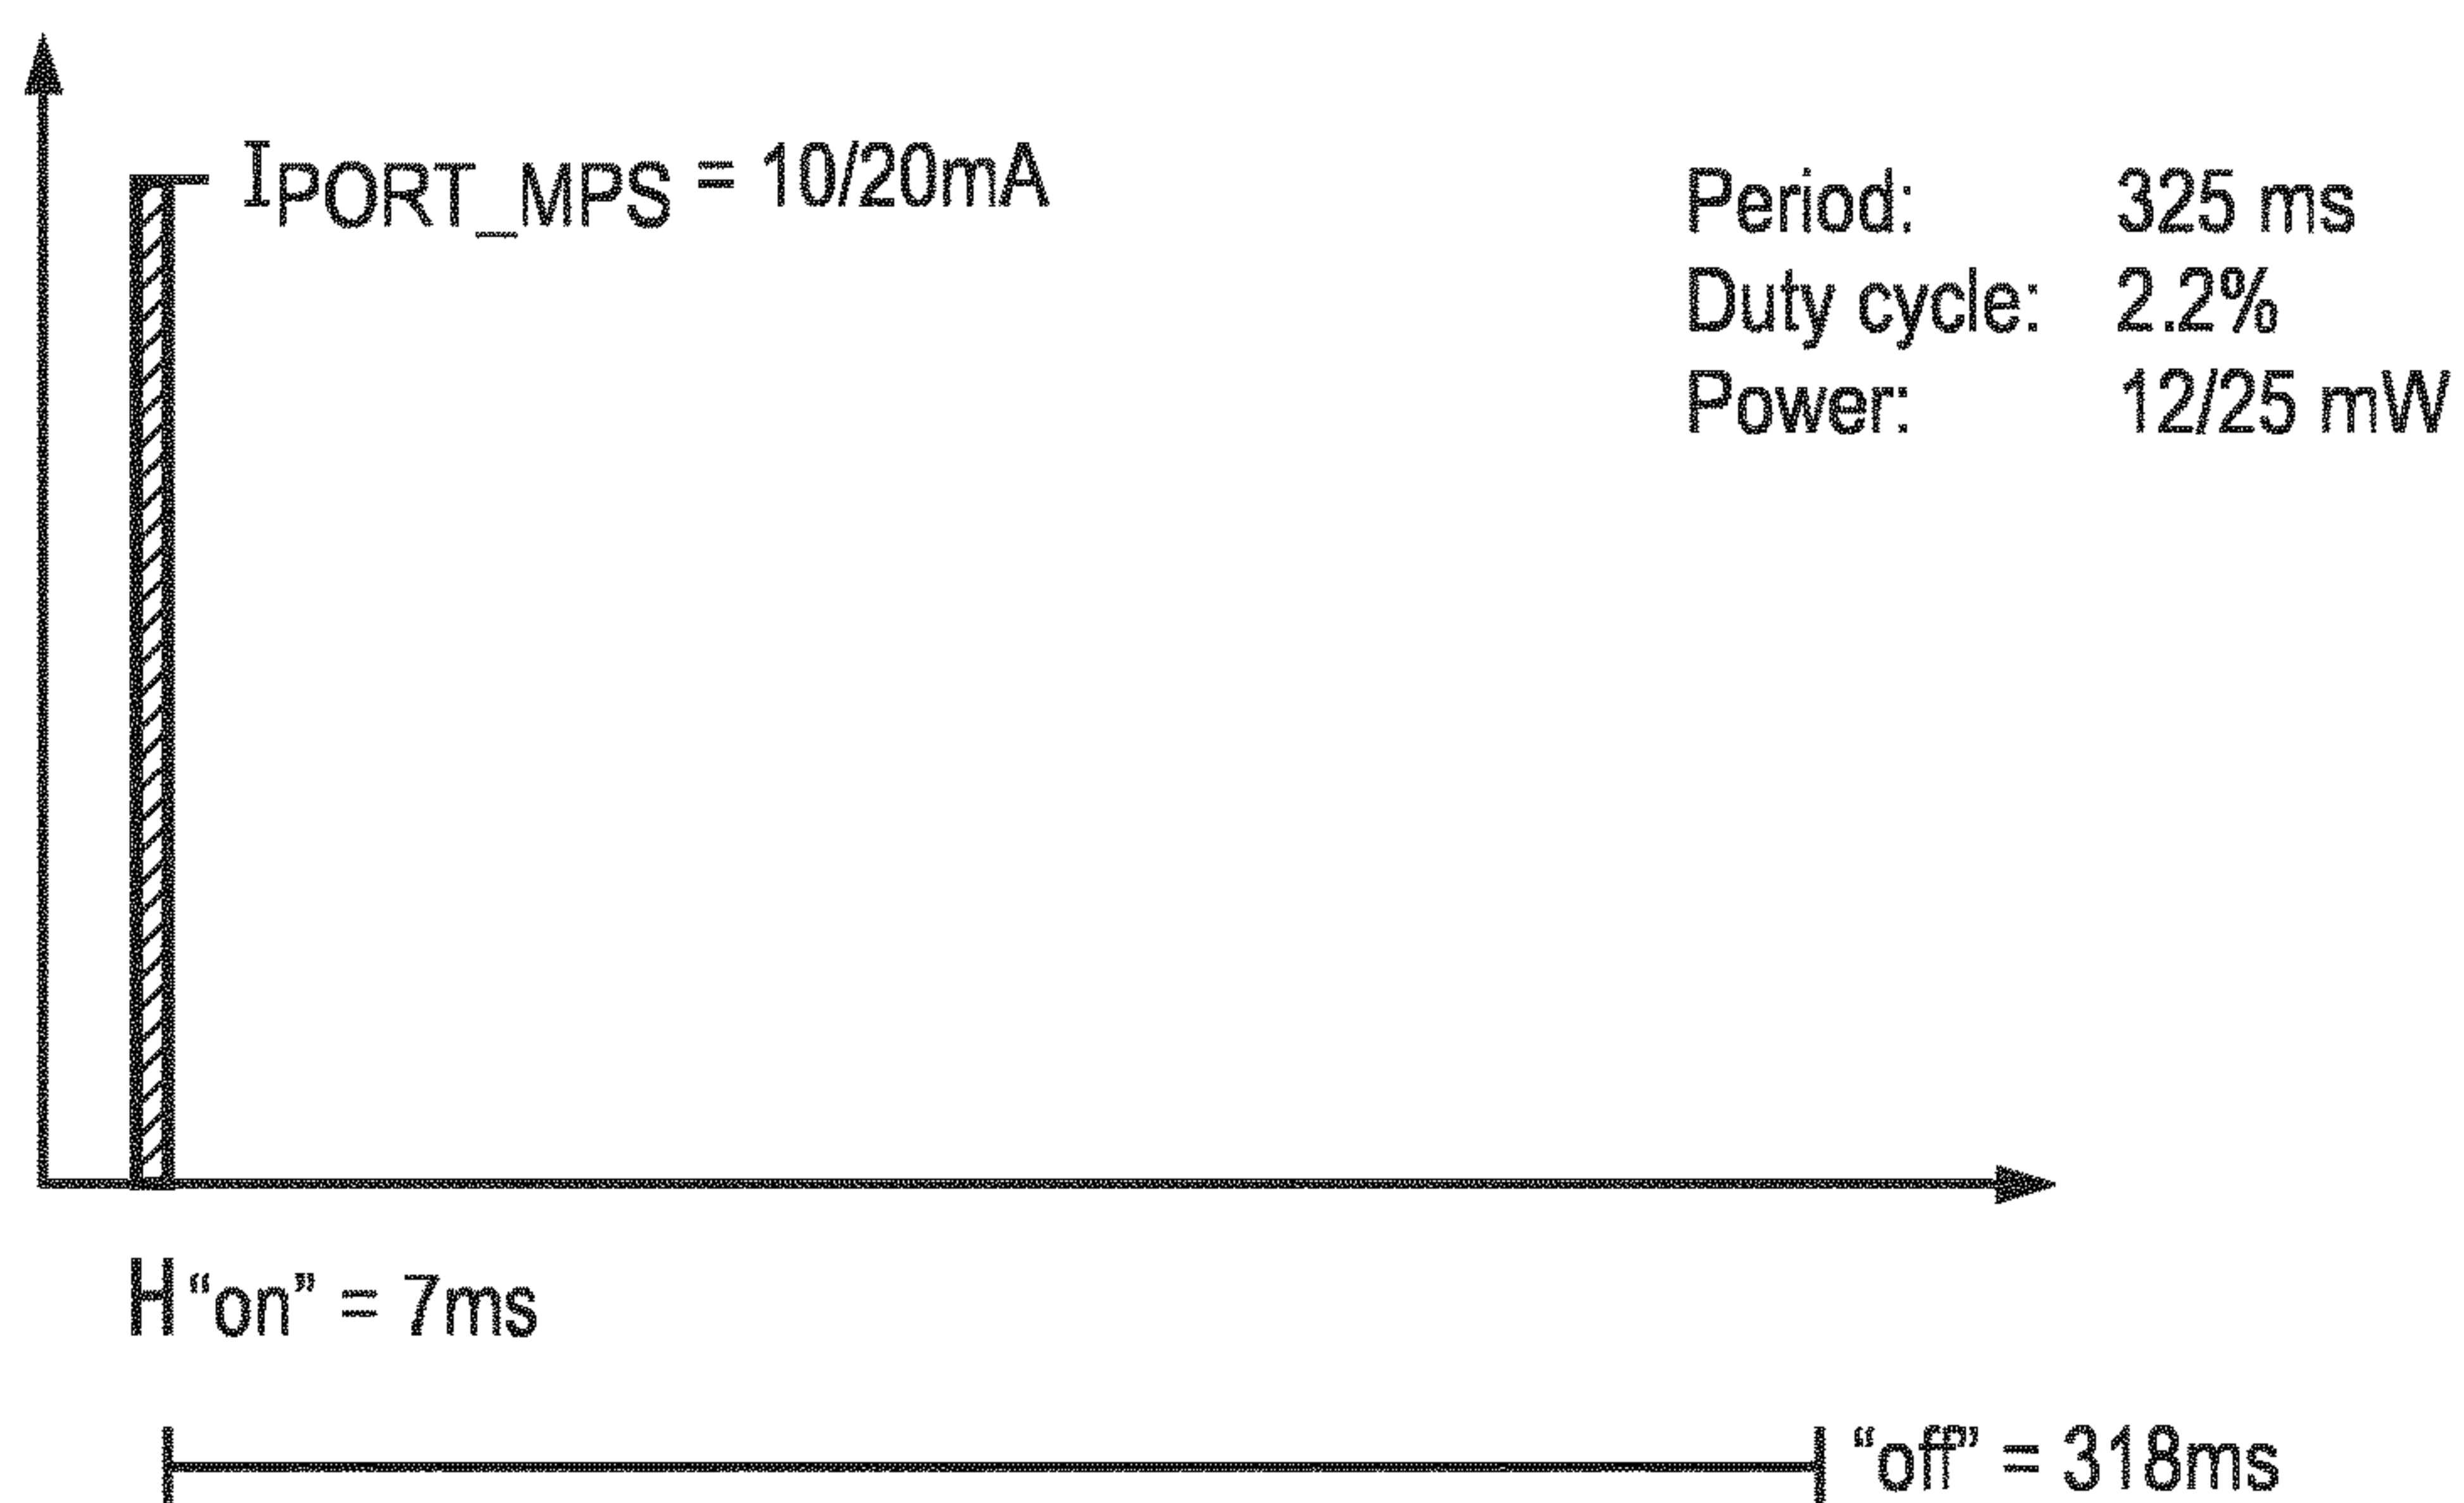 IPORT_MPS = 10/20mA
Period: 325 ms
Duty cycle: 2.2%
Power: 12/25 mW
“on” = 7ms
“off” = 318ms